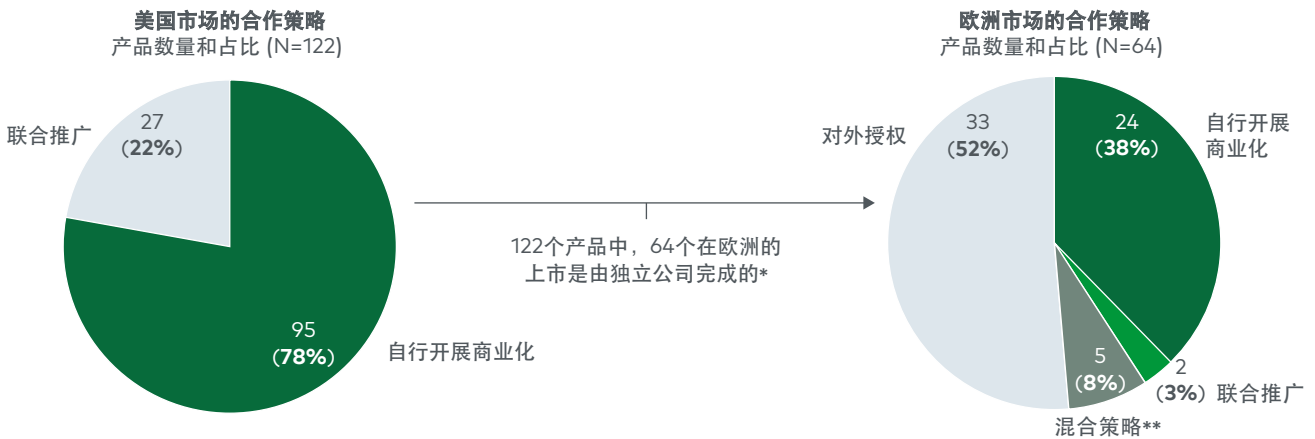 美国市场的合作策略
产品数量和占比 (N=122)
联合推广
27
(22%)
95
(78%)
自行开展商业化
122个产品中，64个在欧洲的
上市是由独立公司完成的*
欧洲市场的合作策略
产品数量和占比 (N=64)
对外授权
33
(52%)
24
(38%)
自行开展
商业化
2
(3%) 联合推广
5
(8%)
混合策略**